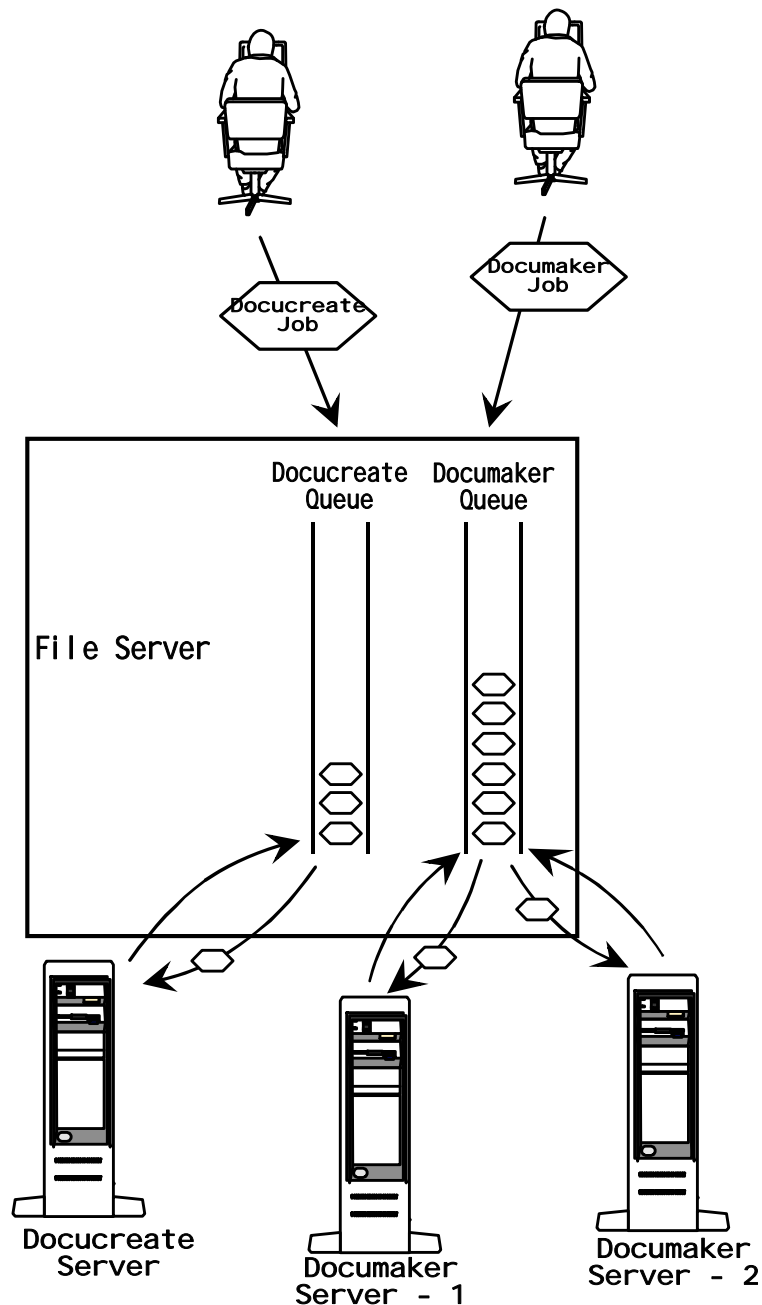 Documaker
Job
Docucreate
Job
Docucreate
Queue
Documaker
Queue
File Server
Docucreate
Server
Documaker
Server - 1
Documaker
Server - 2